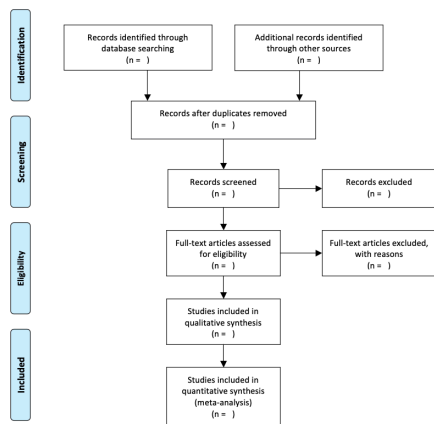 Identification
Records identified through
database searching
(n =   )
Additional records identified
through other sources
(n =   )
Records after duplicates removed
(n =   )
Screening
Records screened
(n =   )
Records excluded
(n =   )
Eligibility
Full-text articles assessed
for eligibility
(n =   )
Full-text articles excluded,
with reasons
(n =   )
Studies included in
qualitative synthesis
(n =   )
Included
Studies included in
quantitative synthesis
(meta-analysis)
(n =   )